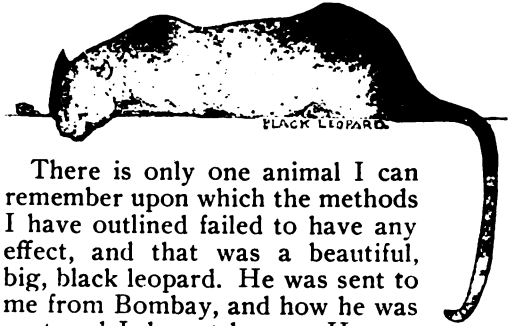 BLACK LEOPARD.
There is only one animal I can
remember upon which the methods
I have outlined failed to have any
effect, and that was a beautiful,
big, black leopard. He was sent to
me from Bombay, and how he was